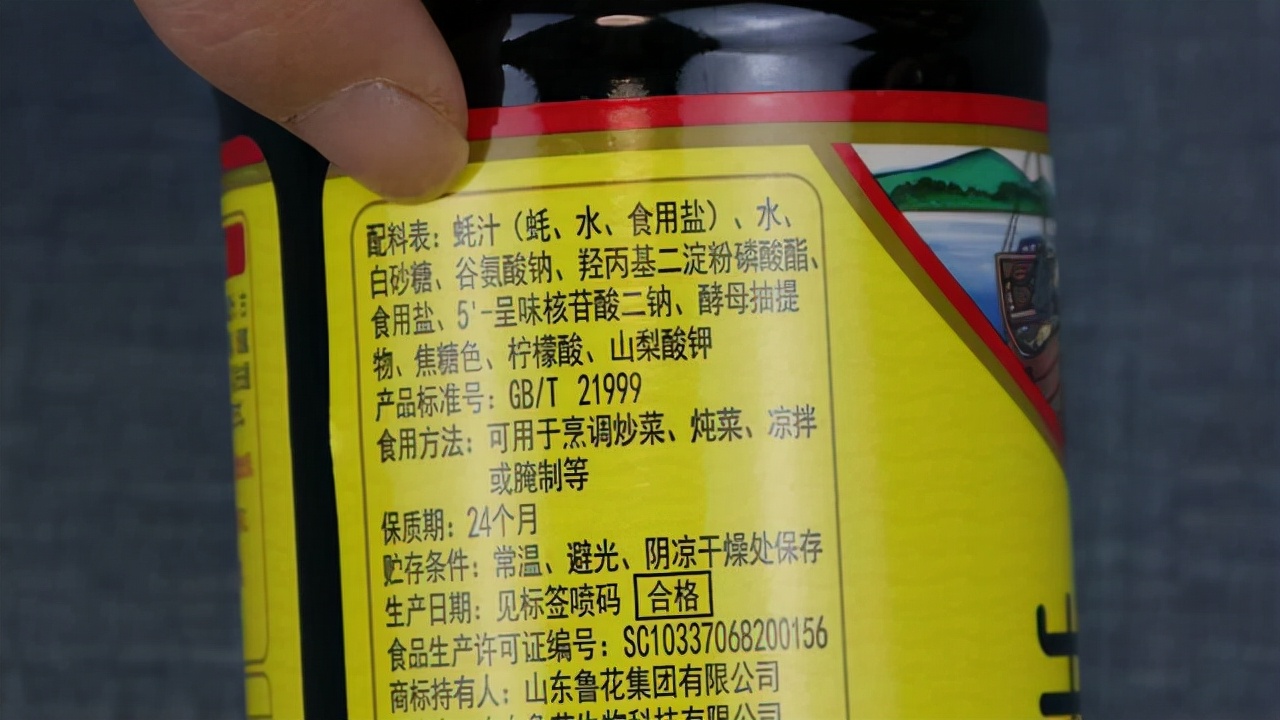 配料表：蚝汁（蚝、水、食用盐）、水、
白砂糖、谷氨酸钠、羟丙基二淀粉磷酸酯、
食用盐、5'-呈味核苷酸二钠、酵母抽提
物、焦糖色、柠檬酸、山梨酸钾
产品标准号：GB/T 21999
食用方法：可用于烹调炒菜、炖菜、凉拌
或腌制等
保质期：24个月
贮存条件：常温、避光、阴凉干燥处保存
生产日期：见标签喷码 合格
食品生产许可证编号：SC10337068200156
商标持有人：山东鲁花集团有限公司